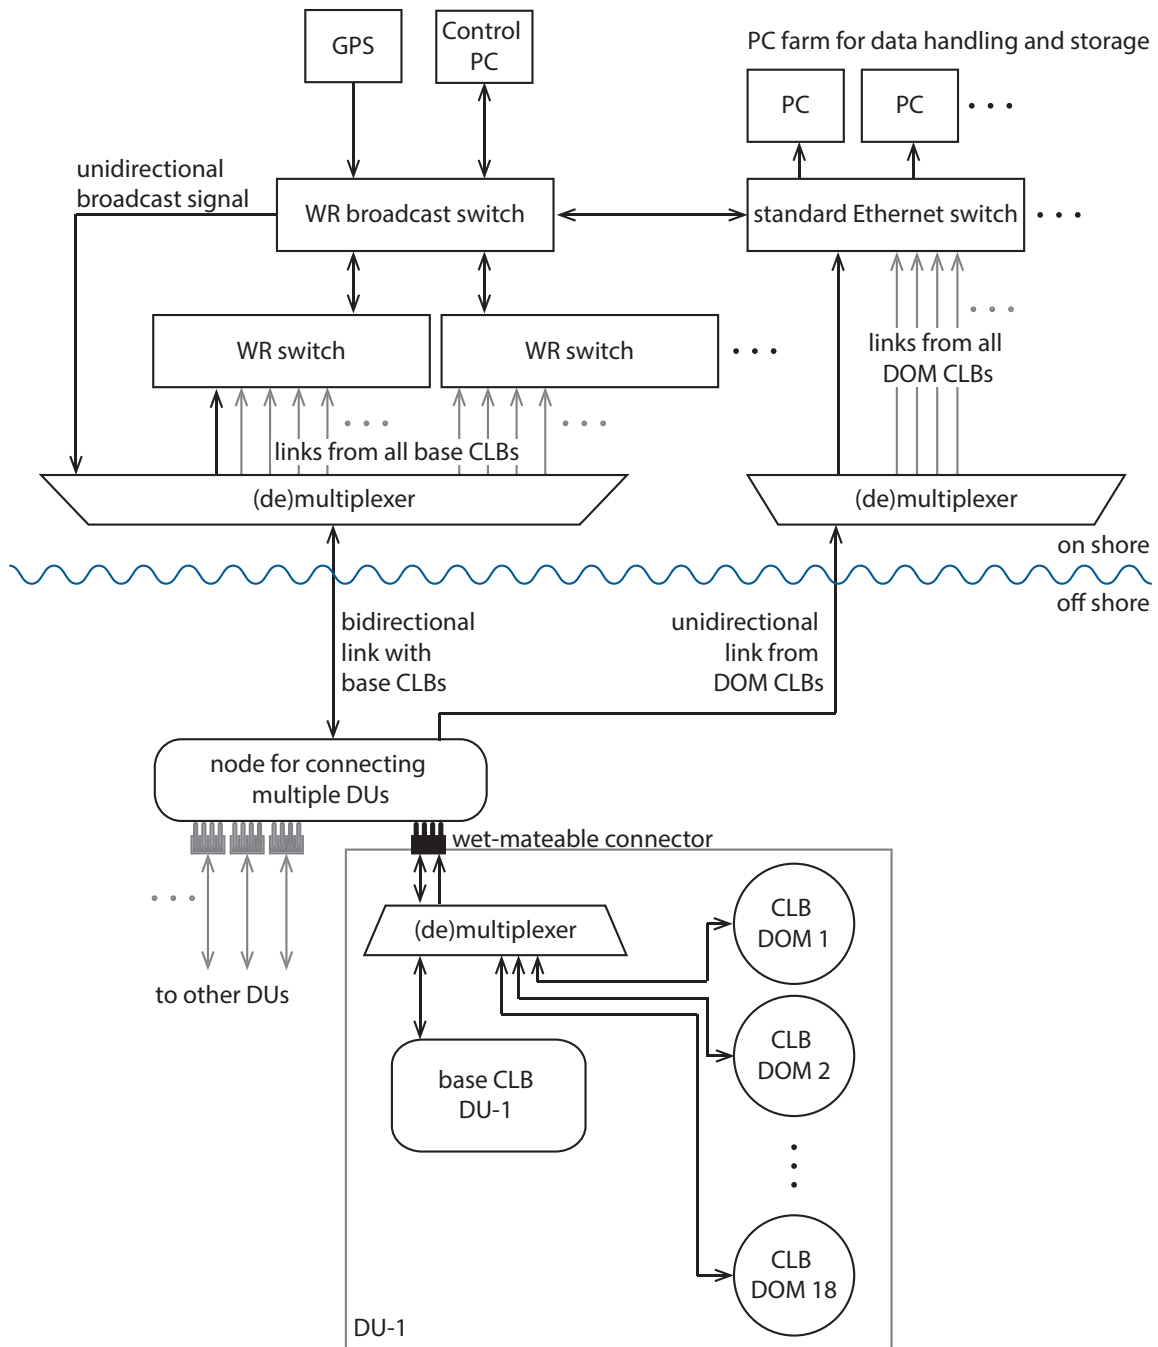 GPS
Control
PC
PC farm for data handling and storage
PC
PC
unidirectional
broadcast signal
WR broadcast switch
standard Ethernet switch
WR switch
WR switch
links from all
DOM CLBs
links from all base CLBs
(de)multiplexer
(de)multiplexer
on shore
off shore
bidirectional
link with
base CLBs
unidirectional
link from
DOM CLBs
node for connecting
multiple DUs
wet-mateable connector
(de)multiplexer
CLB
DOM 1
to other DUs
CLB
DOM 2
base CLB
DU-1
CLB
DOM 18
DU-1